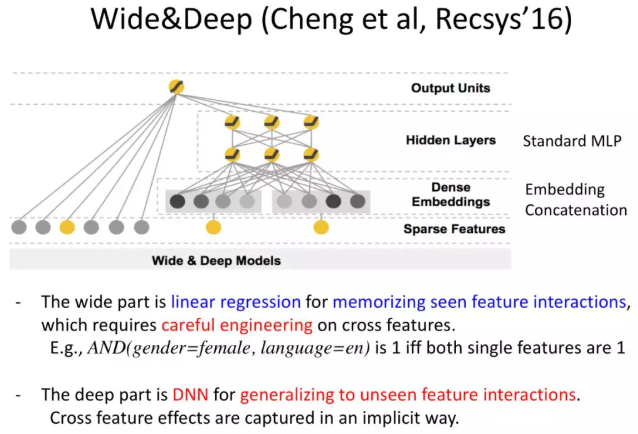 Wide&Deep (Cheng et al, Recsys’16)
Output Units
Hidden Layers
Standard MLP
Dense
Embeddings
Embedding
Concatenation
Sparse Features
Wide & Deep Models
- The wide part is linear regression for memorizing seen feature interactions,
which requires careful engineering on cross features.
E.g., AND(gender=female, language=en) is 1 iff both single features are 1
- The deep part is DNN for generalizing to unseen feature interactions.
Cross feature effects are captured in an implicit way.